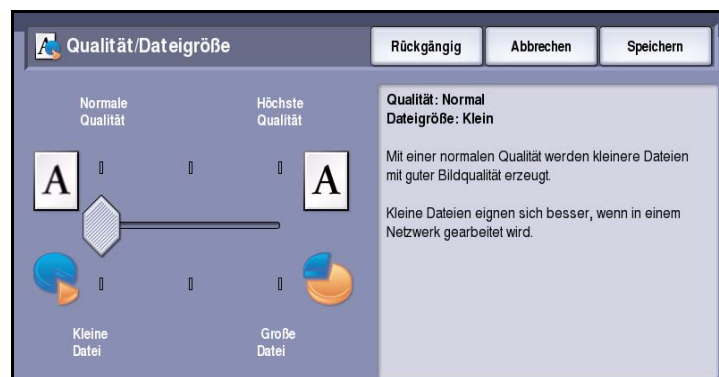 Qualität/Dateigröße
Rückgängig
Abbrechen
Speichern
Normale
Qualität
Höchste
Qualität
A
A
Kleine
Datei
Große
Datei
Qualität: Normal
Dateigröße: Klein
Mit einer normalen Qualität werden kleinere Dateien
mit guter Bildqualität erzeugt.
Kleine Dateien eignen sich besser, wenn in einem
Netzwerk gearbeitet wird.